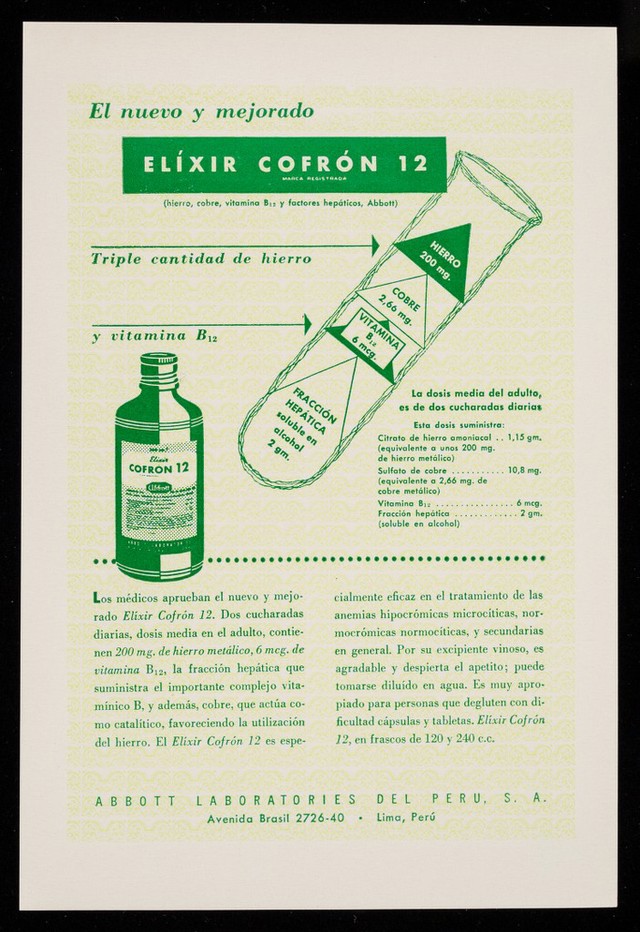 El nuevo y mejorado
ELÍXIR COFRÓN 12
MARCA REGISTRADA
(hierro, cobre, vitamina B₁₂ y factores hepáticos, Abbott)
Triple cantidad de hierro
y vitamina B₁₂
HIERRO
200 mg.
COBRE
2,66 mg.
VITAMINA
B₁₂
6 mcg.
FRACCIÓN
HEPÁTICA
soluble en
alcohol
2 gm.
Elixir
COFRON 12
Abbott
La dosis media del adulto,
es de dos cucharadas diarias
Esta dosis suministra:
Citrato de hierro amoniacal . . 1,15 gm.
(equivalente a unos 200 mg.
de hierro metálico)
Sulfato de cobre . . . . . . . . . . . 10,8 mg.
(equivalente a 2,66 mg. de
cobre metálico)
Vitamina B₁₂ . . . . . . . . . . . . . . . . 6 mcg.
Fracción hepática . . . . . . . . . . . . 2 gm.
(soluble en alcohol)
Los médicos aprueban el nuevo y mejo-
rado Elixir Cofrón 12. Dos cucharadas
diarias, dosis media en el adulto, contie-
nen 200 mg. de hierro metálico, 6 mcg. de
vitamina B₁₂, la fracción hepática que
suministra el importante complejo vita-
mínico B, y además, cobre, que actúa co-
mo catalítico, favoreciendo la utilización
del hierro. El Elixir Cofrón 12 es espe-
cialmente eficaz en el tratamiento de las
anemias hipocrómicas microcíticas, nor-
mocrómicas normocíticas, y secundarias
en general. Por su excipiente vinoso, es
agradable y despierta el apetito; puede
tomarse diluído en agua. Es muy apro-
piado para personas que degluten con di-
ficultad cápsulas y tabletas. Elixir Cofrón
12, en frascos de 120 y 240 c.c.
ABBOTT LABORATORIES DEL PERU, S. A.
Avenida Brasil 2726-40 • Lima, Perú